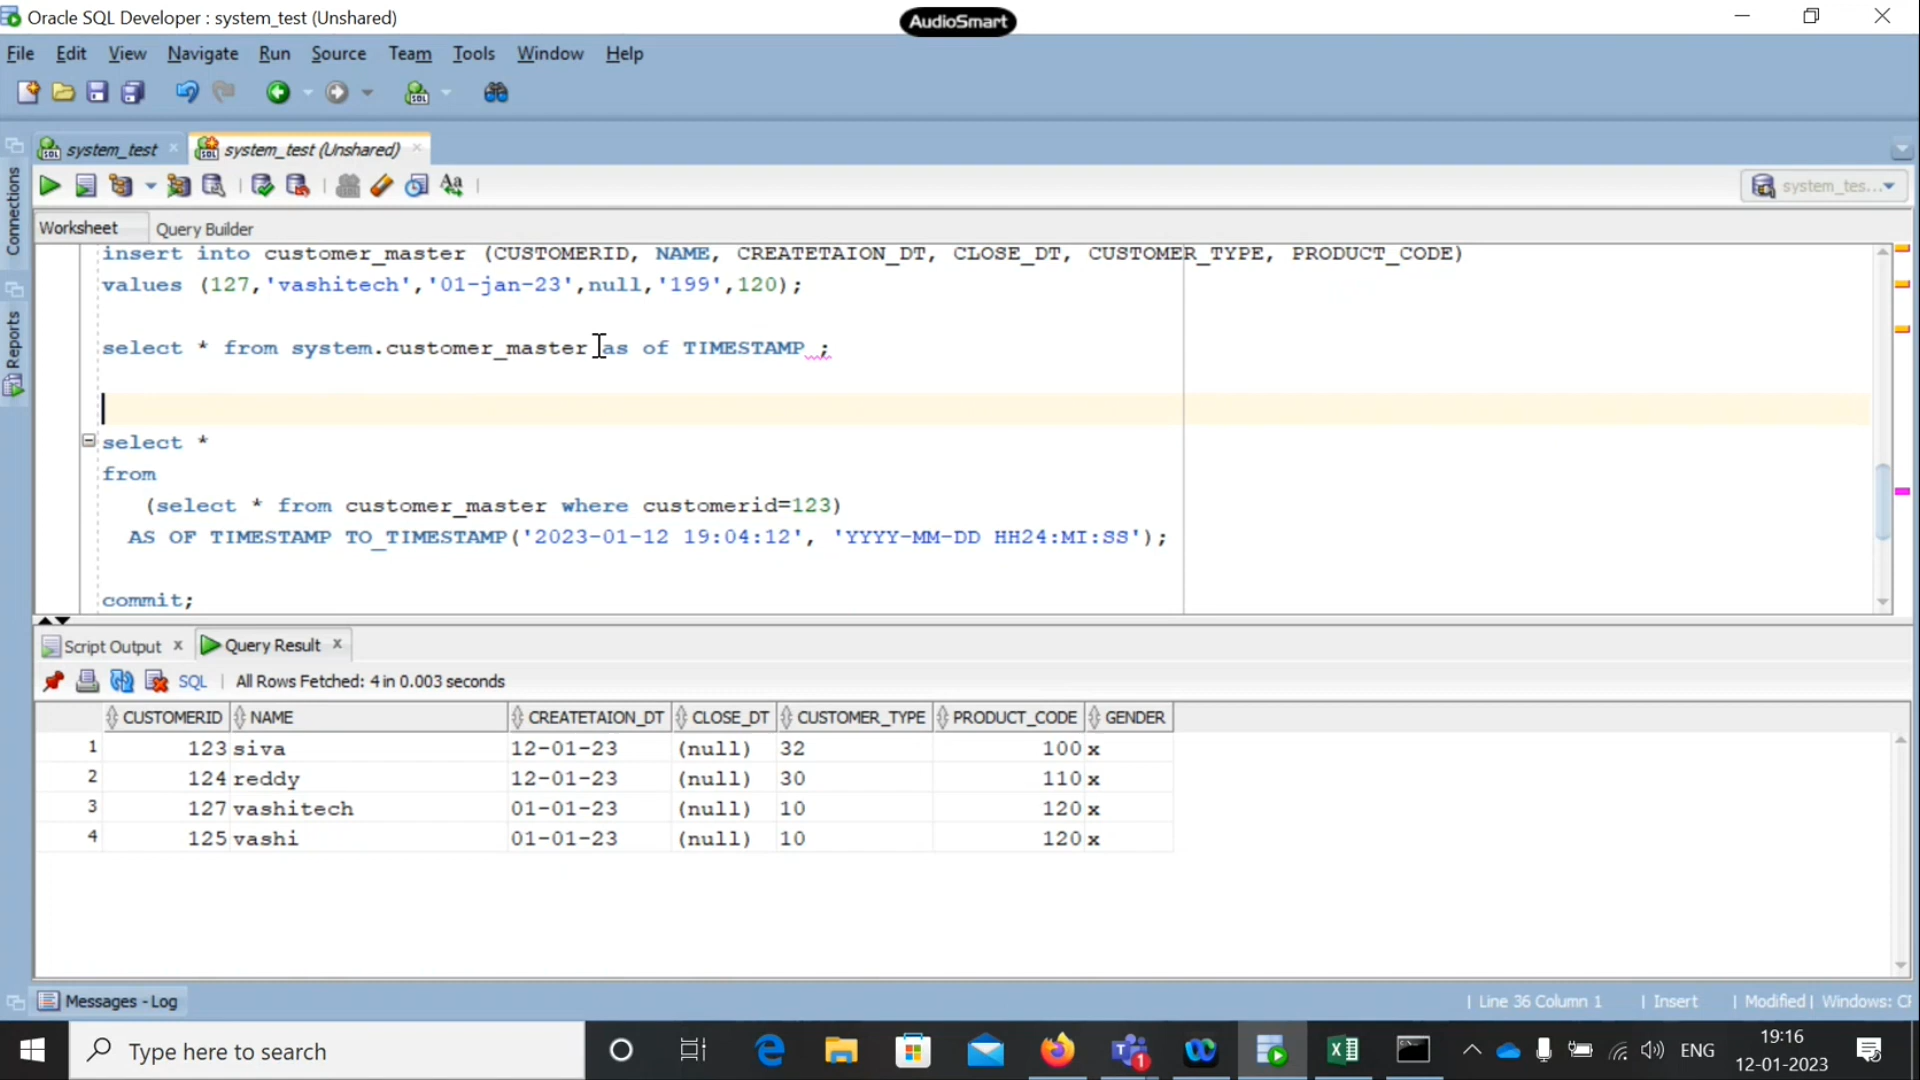 Oracle SQL Developer : system_test (Unshared)
AudioSmart
File Edit View Navigate Run Source Team Tools Window Help
system_test
system_test (Unshared)
system_tes...
Connections
Reports
Worksheet
Query Builder
insert into customer_master (CUSTOMERID, NAME, CREATETAION_DT, CLOSE_DT, CUSTOMER_TYPE, PRODUCT_CODE)
values (127,'vashitech','01-jan-23',null,'199',120);
select * from system.customer_master as of TIMESTAMP ;
select *
from
(select * from customer_master where customerid=123)
AS OF TIMESTAMP TO_TIMESTAMP('2023-01-12 19:04:12', 'YYYY-MM-DD HH24:MI:SS');
commit;
Script Output
Query Result
SQL | All Rows Fetched: 4 in 0.003 seconds
CUSTOMERID NAME CREATETAION_DT CLOSE_DT CUSTOMER_TYPE PRODUCT_CODE GENDER
1 123 siva 12-01-23 (null) 32 100 x
2 124 reddy 12-01-23 (null) 30 110 x
3 127 vashitech 01-01-23 (null) 10 120 x
4 125 vashi 01-01-23 (null) 10 120 x
Messages - Log
| Line 36 Column 1 | Insert | Modified | Windows: CF
Type here to search
1
ENG
19:16
12-01-2023